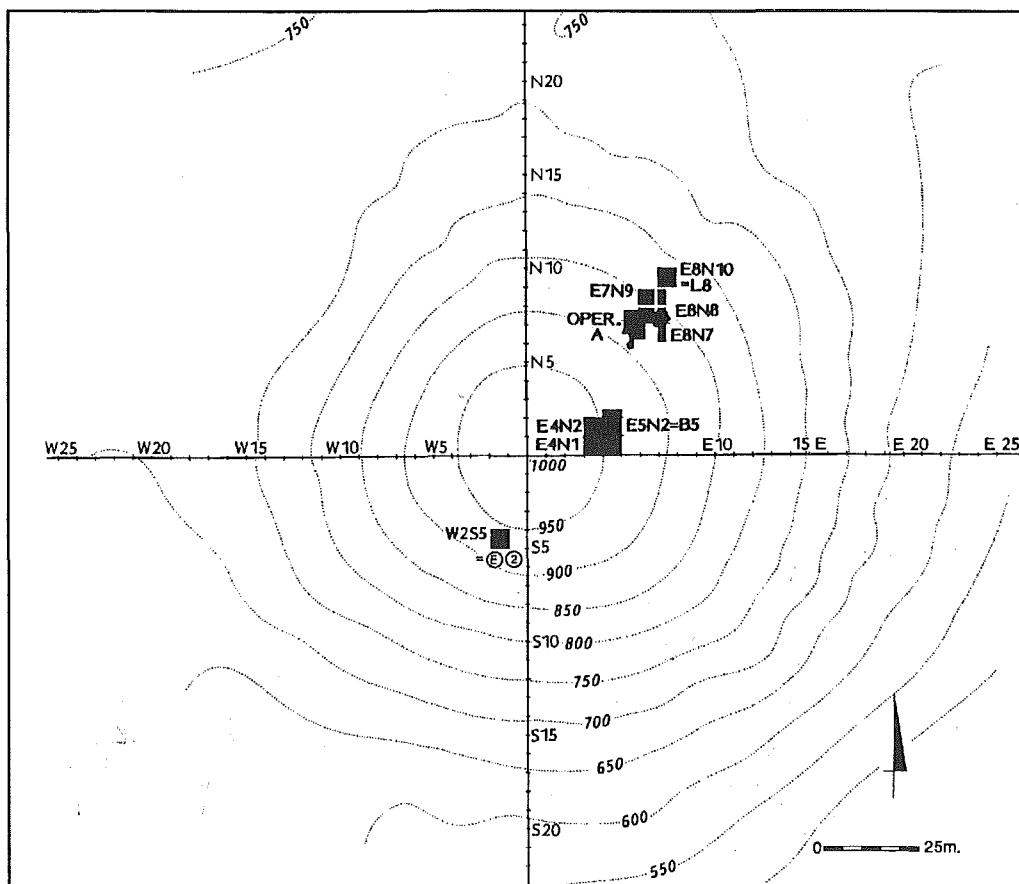 750
750
N20
N15
N10
E8N10
=L8
E7N9
E8N8
OPER.
A
E8N7
N5
E4N2
E5N2=B5
E4N1
W25
W20
W10
W5
E10
15 E
E 20
E 25
1000
950
W2S5
S5
= E 2
900
850
S10
800
750
700
S15
650
600
S20
550
0 25m.